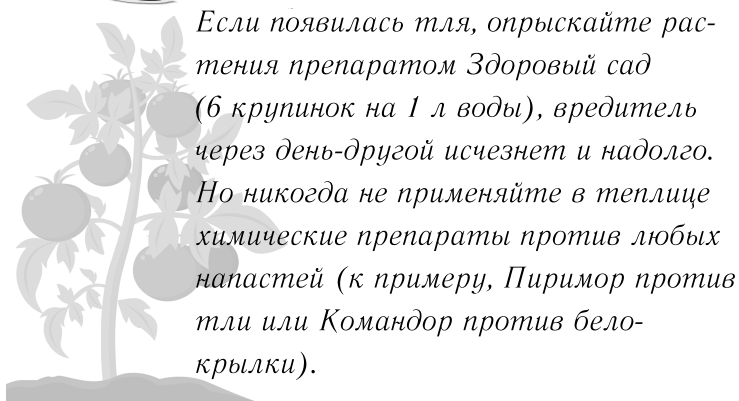 Если появилась тля, опрыскайте рас-
тения препаратом Здоровый сад
(6 крупинок на 1 л воды), вредитель
через день-другой исчезнет и надолго.
Но никогда не применяйте в теплице
химические препараты против любых
напастей (к примеру, Пиримор против
тли или Командор против бело-
крылки).